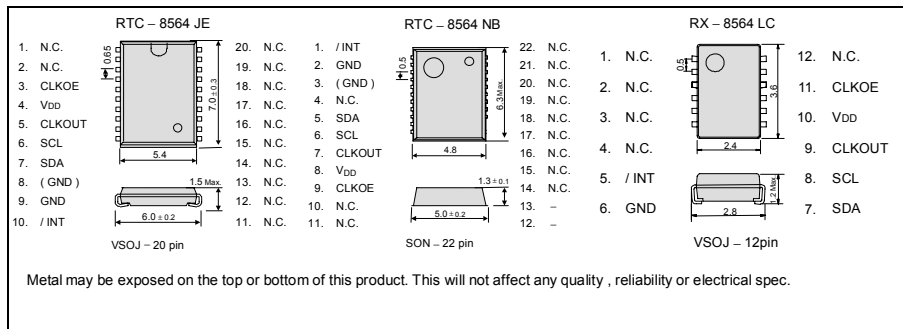 RTC – 8564 JE
1. N.C.
2. N.C.
3. CLKOE
4. VDD
5. CLKOUT
6. SCL
7. SDA
8. ( GND )
9. GND
10. / INT
0.65
7.0 ± 0.3
5.4
1.5 Max.
6.0 ± 0.2
20. N.C.
19. N.C.
18. N.C.
17. N.C.
16. N.C.
15. N.C.
14. N.C.
13. N.C.
12. N.C.
11. N.C.
VSOJ – 20 pin
RTC – 8564 NB
1. / INT
2. GND
3. ( GND )
4. N.C.
5. SDA
6. SCL
7. CLKOUT
8. VDD
9. CLKOE
10. N.C.
11. N.C.
0.5
6.3 Max.
4.8
1.3 ± 0.1
5.0 ± 0.2
22. N.C.
21. N.C.
20. N.C.
19. N.C.
18. N.C.
17. N.C.
16. N.C.
15. N.C.
14. N.C.
13. –
12. –
SON – 22 pin
RX – 8564 LC
1. N.C.
2. N.C.
3. N.C.
4. N.C.
5. / INT
6. GND
0.5
3.6
2.4
1.2 Max.
2.8
12. N.C.
11. CLKOE
10. VDD
9. CLKOUT
8. SCL
7. SDA
VSOJ – 12pin
Metal may be exposed on the top or bottom of this product. This will not affect any quality , reliability or electrical spec.